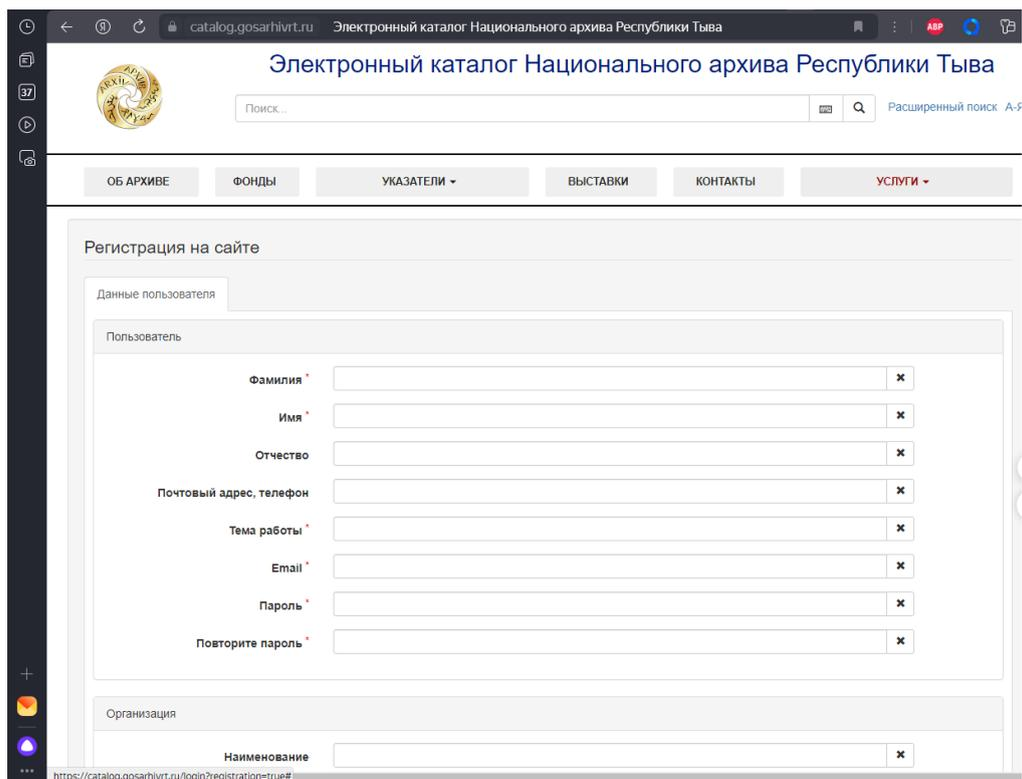 catalog.gosarhivrt.ru Электронный каталог Национального архива Республики Тыва
ABP
37
Электронный каталог Национального архива Республики Тыва
Поиск...
Расширенный поиск А-Я
ОБ АРХИВЕ ФОНДЫ УКАЗАТЕЛИ ВЫСТАВКИ КОНТАКТЫ УСЛУГИ
Регистрация на сайте
Данные пользователя
Пользователь
Фамилия *
Имя *
Отчество
Почтовый адрес, телефон
Тема работы *
Email *
Пароль *
Повторите пароль *
Организация
Наименование
https://catalog.gosarhivrt.ru/login?registration=true#